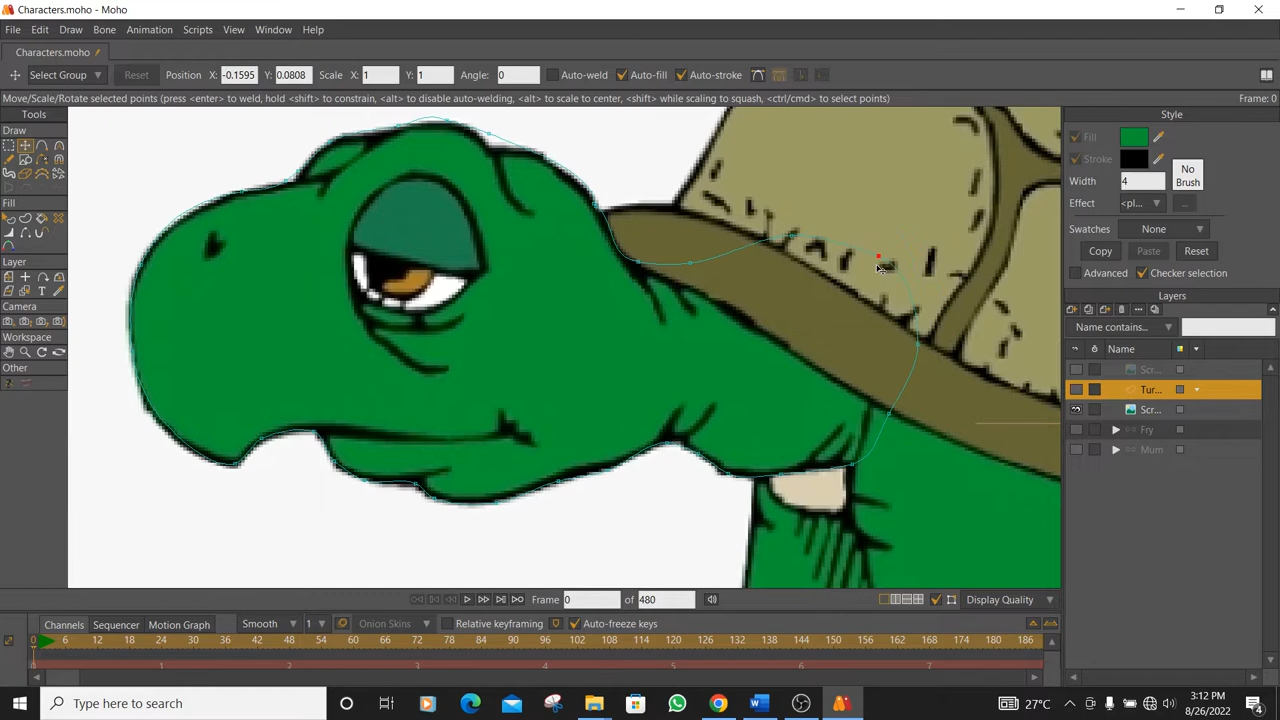 Characters.moho - Moho
File Edit Draw Bone Animation Scripts View Window Help
Characters.moho
Select Group Reset Position X: -0.1595 Y: 0.0808 Scale X: 1 Y: 1 Angle: 0 Auto-weld Auto-fill Auto-stroke
Move/Scale/Rotate selected points (press <enter> to weld, hold <shift> to constrain, <alt> to disable auto-welding, <alt> to scale to center, <shift> while scaling to squash, <ctrl/cmd> to select points) Frame: 0
Tools
Draw
Fill
Layer
Camera
Workspace
Other
Style
Fill
Stroke
Width 4
No Brush
Effect <pl...
...
Swatches None
Copy Paste Reset
Advanced Checker selection
Layers
Name contains...
Name
Scr...
Tur...
Scr...
Fry
Mum
Frame 0 of 480 Display Quality
Channels Sequencer Motion Graph Smooth 1 Onion Skins Relative keyframing Auto-freeze keys
0 6 12 18 24 30 36 42 48 54 60 66 72 78 84 90 96 102 108 114 120 126 132 138 144 150 156 162 168 174 180 186
0 1 2 3 4 5 6 7
Type here to search
27°C
3:12 PM
8/26/2022
4